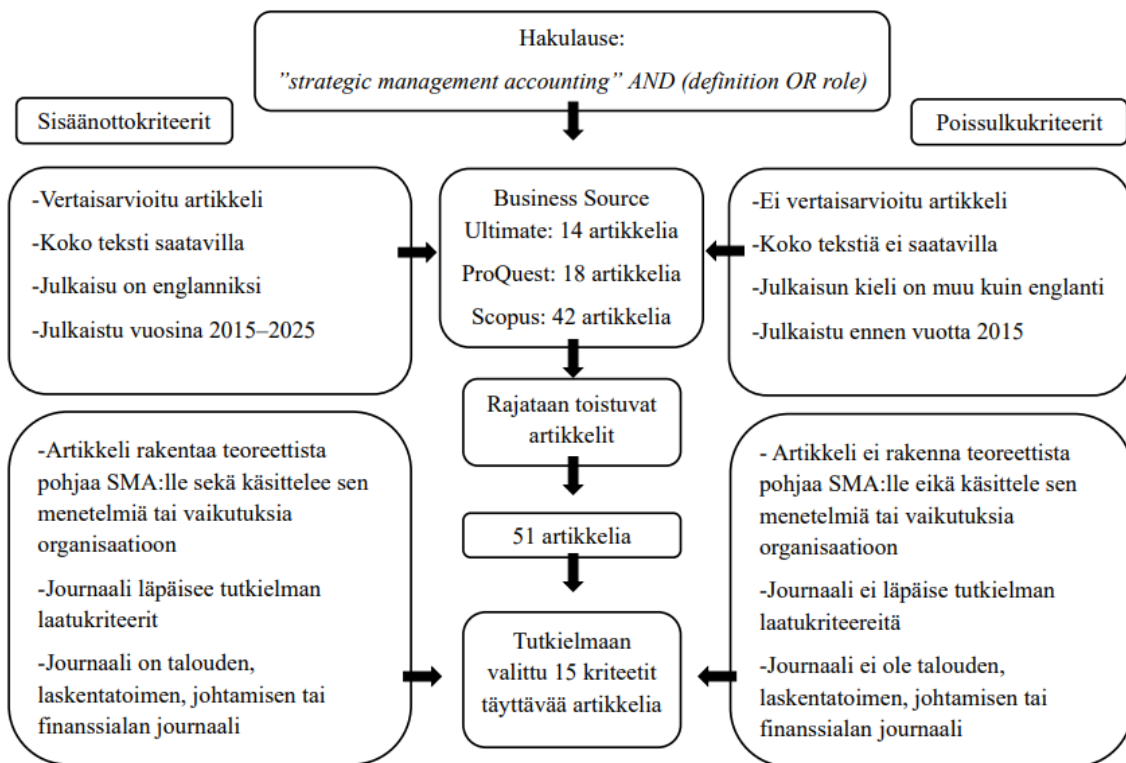 Hakulause:
”strategic management accounting” AND (definition OR role)
Sisäänottokriteerit
Poissulkukriteerit
-Vertaisarvioitu artikkeli
-Koko teksti saatavilla
-Julkaisu on englanniksi
-Julkaistu vuosina 2015–2025
Business Source
Ultimate: 14 artikkelia
ProQuest: 18 artikkelia
Scopus: 42 artikkelia
-Ei vertaisarvioitu artikkeli
-Koko tekstiä ei saatavilla
-Julkaisun kieli on muu kuin englanti
-Julkaistu ennen vuotta 2015
Rajataan toistuvat
artikkelit
51 artikkelia
-Artikkeli rakentaa teoreettista
pohjaa SMA:lle sekä käsittelee sen
menetelmiä tai vaikutuksia
organisaatioon
-Journaali läpäisee tutkielman
laatukriteerit
-Journaali on talouden,
laskentatoimen, johtamisen tai
finanssialan journaali
Tutkielmaan
valittu 15 kriteetit
täyttävää artikkelia
- Artikkeli ei rakenna teoreettista
pohjaa SMA:lle eikä käsittele sen
menetelmiä tai vaikutuksia
organisaatioon
-Journaali ei läpäise tutkielman
laatukriteereitä
-Journaali ei ole talouden,
laskentatoimen, johtamisen tai
finanssialan journaali